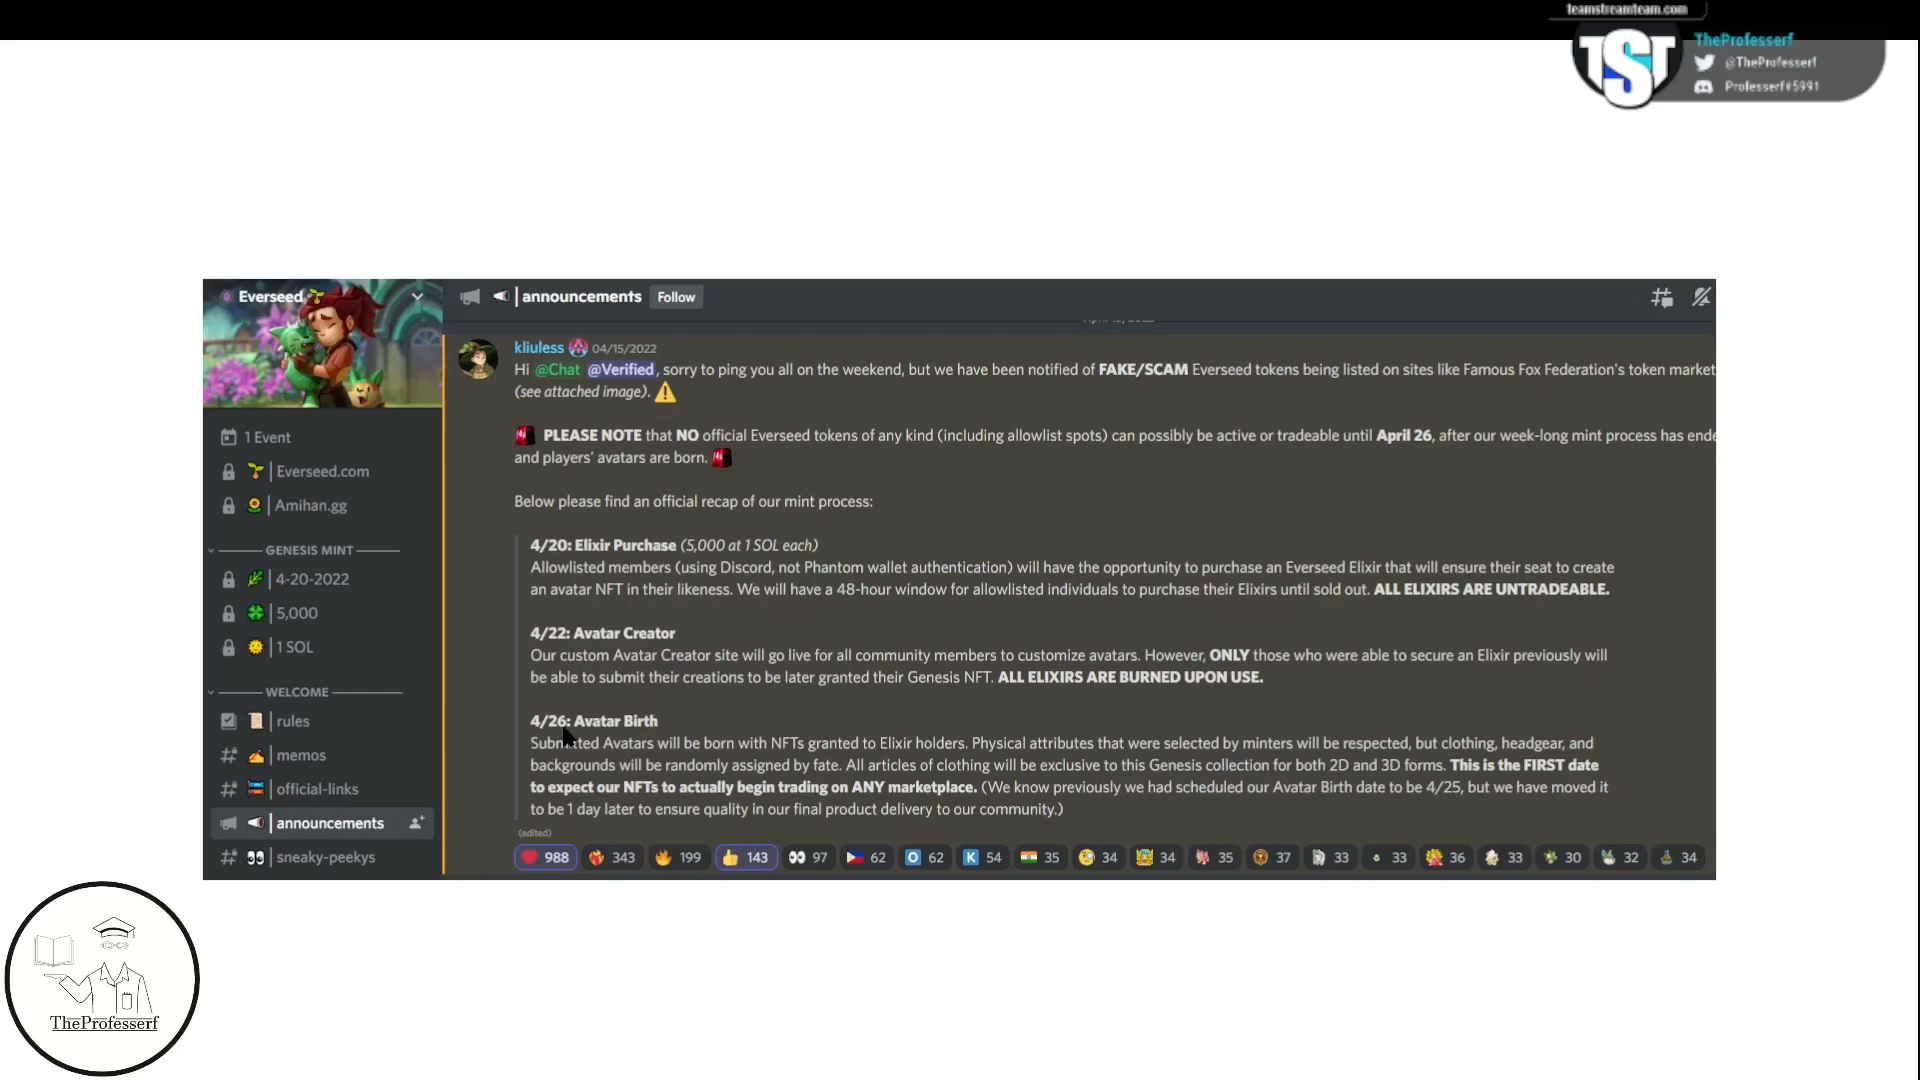 teamstreamteam.com
TST
TheProfesserf
@TheProfesserf
Professerf#5991
Everseed
announcements
Follow
kliuless 04/15/2022
Hi @Chat @Verified, sorry to ping you all on the weekend, but we have been notified of FAKE/SCAM Everseed tokens being listed on sites like Famous Fox Federation's token market
(see attached image).
PLEASE NOTE that NO official Everseed tokens of any kind (including allowlist spots) can possibly be active or tradeable until April 26, after our week-long mint process has ende
and players' avatars are born.
Below please find an official recap of our mint process:
4/20: Elixir Purchase (5,000 at 1 SOL each)
Allowlisted members (using Discord, not Phantom wallet authentication) will have the opportunity to purchase an Everseed Elixir that will ensure their seat to create
an avatar NFT in their likeness. We will have a 48-hour window for allowlisted individuals to purchase their Elixirs until sold out. ALL ELIXIRS ARE UNTRADEABLE.
4/22: Avatar Creator
Our custom Avatar Creator site will go live for all community members to customize avatars. However, ONLY those who were able to secure an Elixir previously will
be able to submit their creations to be later granted their Genesis NFT. ALL ELIXIRS ARE BURNED UPON USE.
4/26: Avatar Birth
Submitted Avatars will be born with NFTs granted to Elixir holders. Physical attributes that were selected by minters will be respected, but clothing, headgear, and
backgrounds will be randomly assigned by fate. All articles of clothing will be exclusive to this Genesis collection for both 2D and 3D forms. This is the FIRST date
to expect our NFTs to actually begin trading on ANY marketplace. (We know previously we had scheduled our Avatar Birth date to be 4/25, but we have moved it
to be 1 day later to ensure quality in our final product delivery to our community.)
(edited)
988 343 199 143 97 62 62 54 35 34 34 35 37 33 33 36 33 30 32 34
1 Event
Everseed.com
Amihan.gg
GENESIS MINT
4-20-2022
5,000
1 SOL
WELCOME
rules
memos
official-links
announcements
sneaky-peekys
TheProfesserf